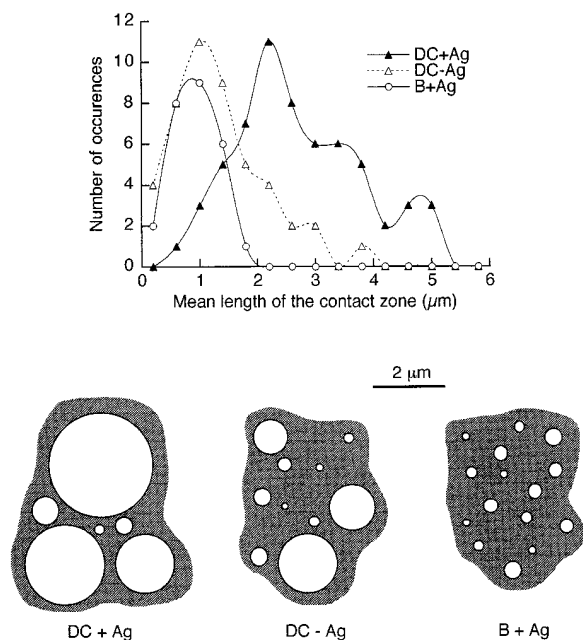 12
10
8
6
4
2
0
Number of occurences
DC+Ag
DC-Ag
B+Ag
0 1 2 3 4 5 6
Mean length of the contact zone (µm)
2 µm
DC + Ag DC - Ag B + Ag